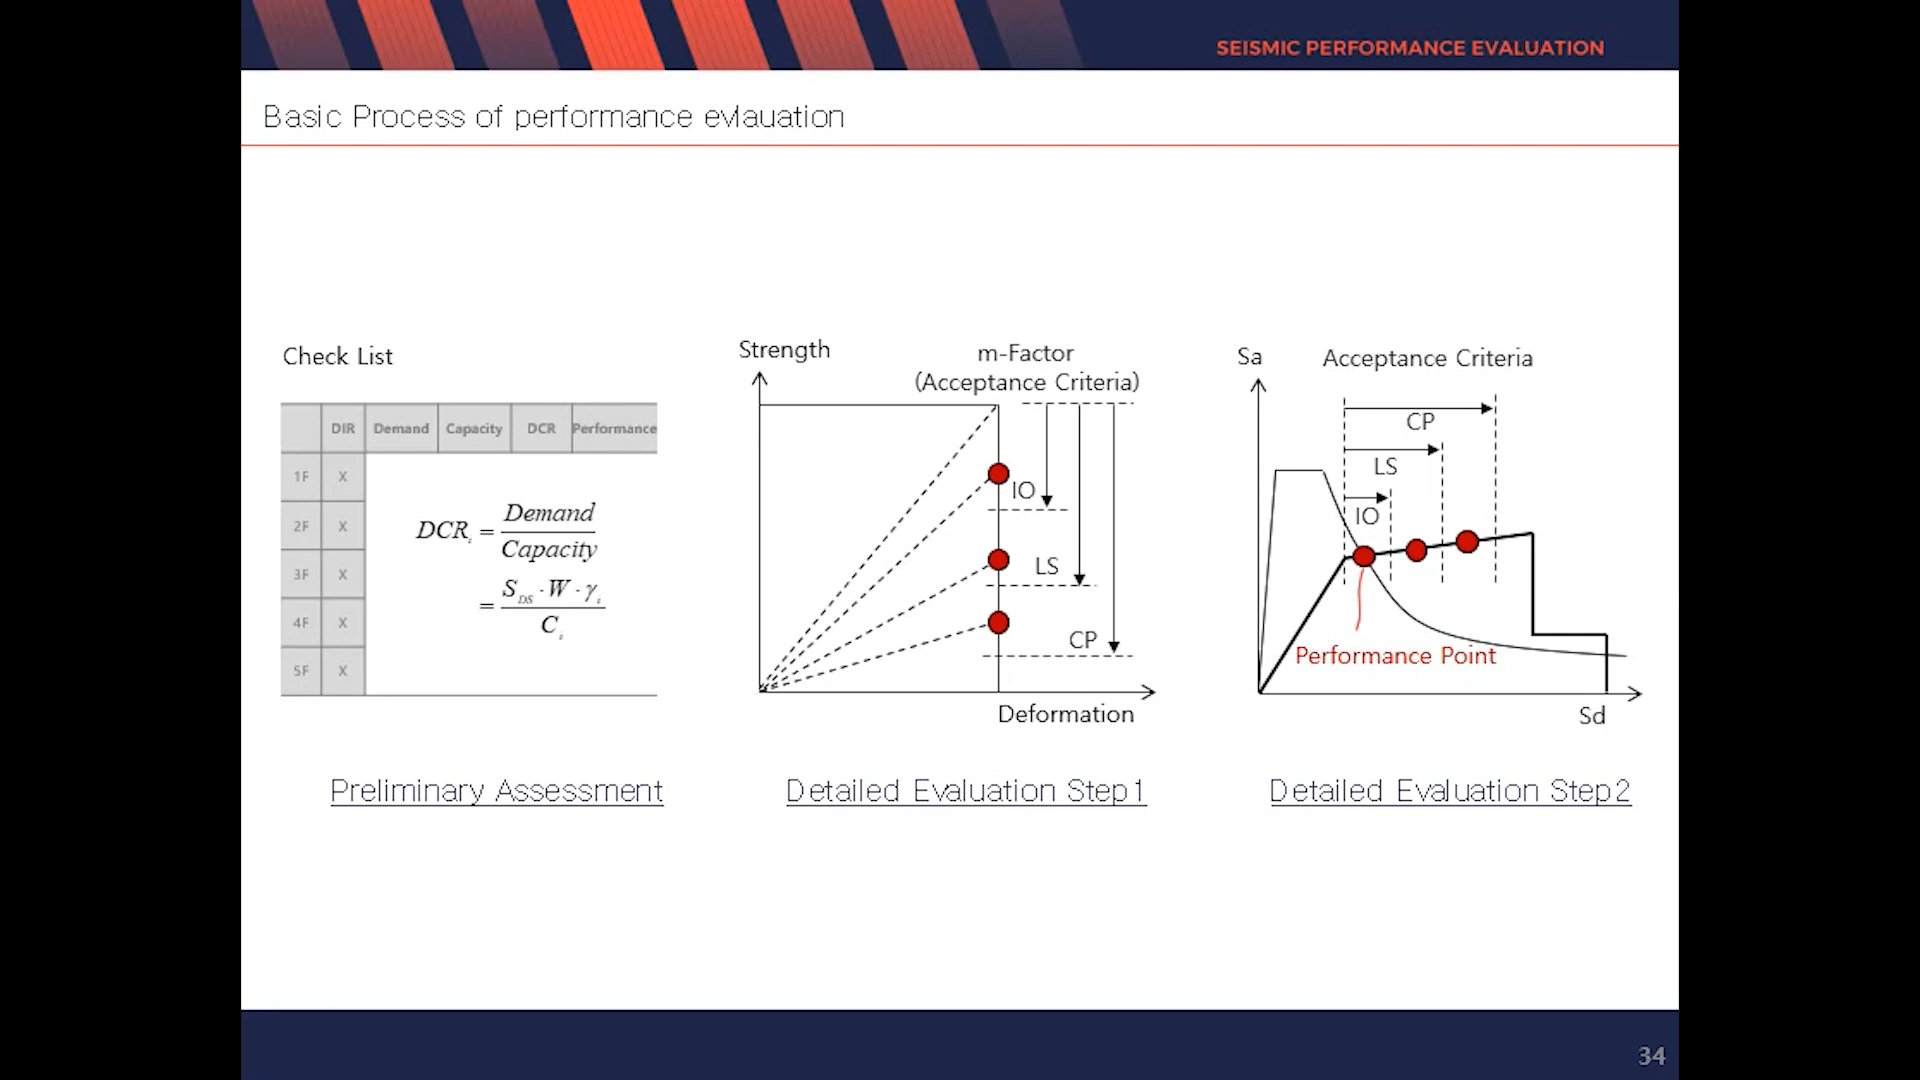 SEISMIC PERFORMANCE EVALUATION
Basic Process of performance evlauation
Check List
DIR Demand Capacity DCR Performance
1F X
2F X
3F X
4F X
5F X
DCR_i = Demand / Capacity
= S_DS · W · γ_i / C_i
Preliminary Assessment
Strength
m-Factor
(Acceptance Criteria)
IO
LS
CP
Deformation
Detailed Evaluation Step1
Sa
Acceptance Criteria
CP
LS
IO
Performance Point
Sd
Detailed Evaluation Step2
34